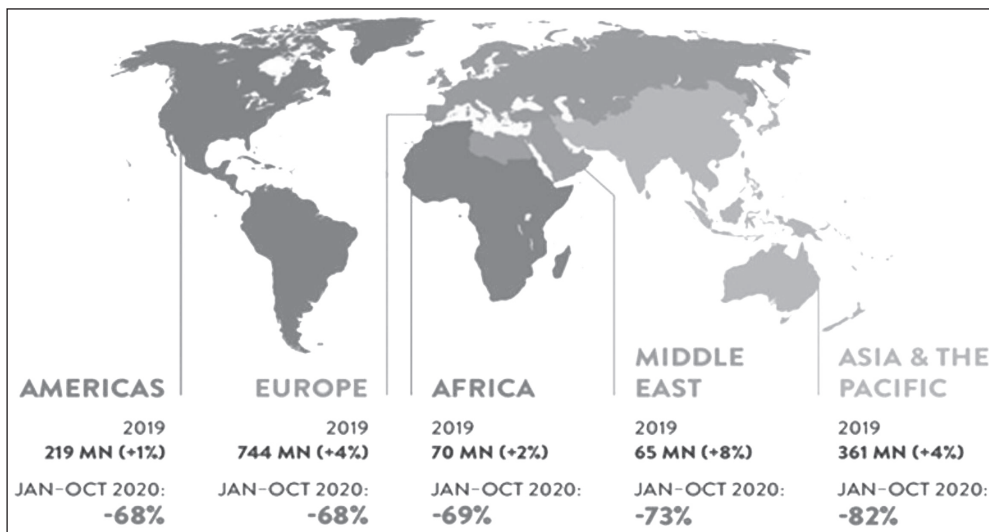 AMERICAS
2019
219 MN (+1%)
JAN–OCT 2020:
-68%
EUROPE
2019
744 MN (+4%)
JAN–OCT 2020:
-68%
AFRICA
2019
70 MN (+2%)
JAN–OCT 2020:
-69%
MIDDLE
EAST
2019
65 MN (+8%)
JAN–OCT 2020:
-73%
ASIA & THE
PACIFIC
2019
361 MN (+4%)
JAN–OCT 2020:
-82%